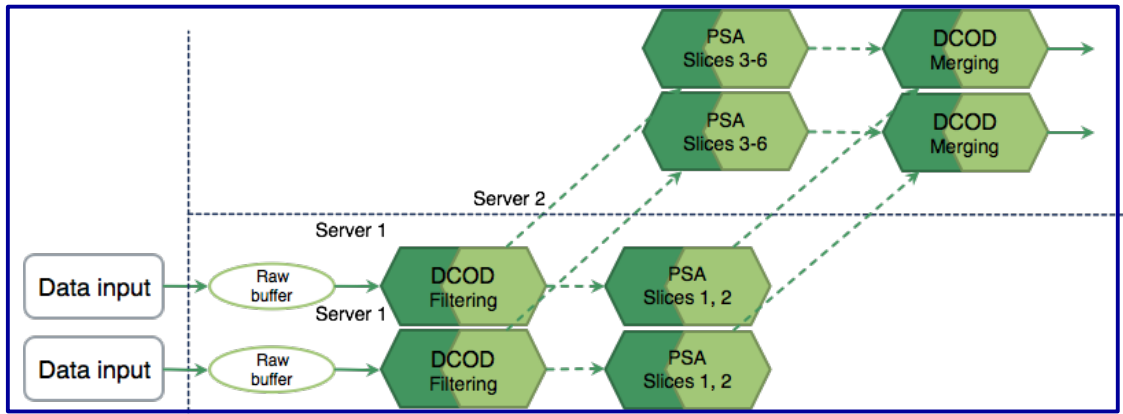 PSA
Slices 3-6
DCOD
Merging
PSA
Slices 3-6
DCOD
Merging
Server 2
Server 1
Data input
Raw
buffer
DCOD
Filtering
PSA
Slices 1, 2
Server 1
Data input
Raw
buffer
DCOD
Filtering
PSA
Slices 1, 2